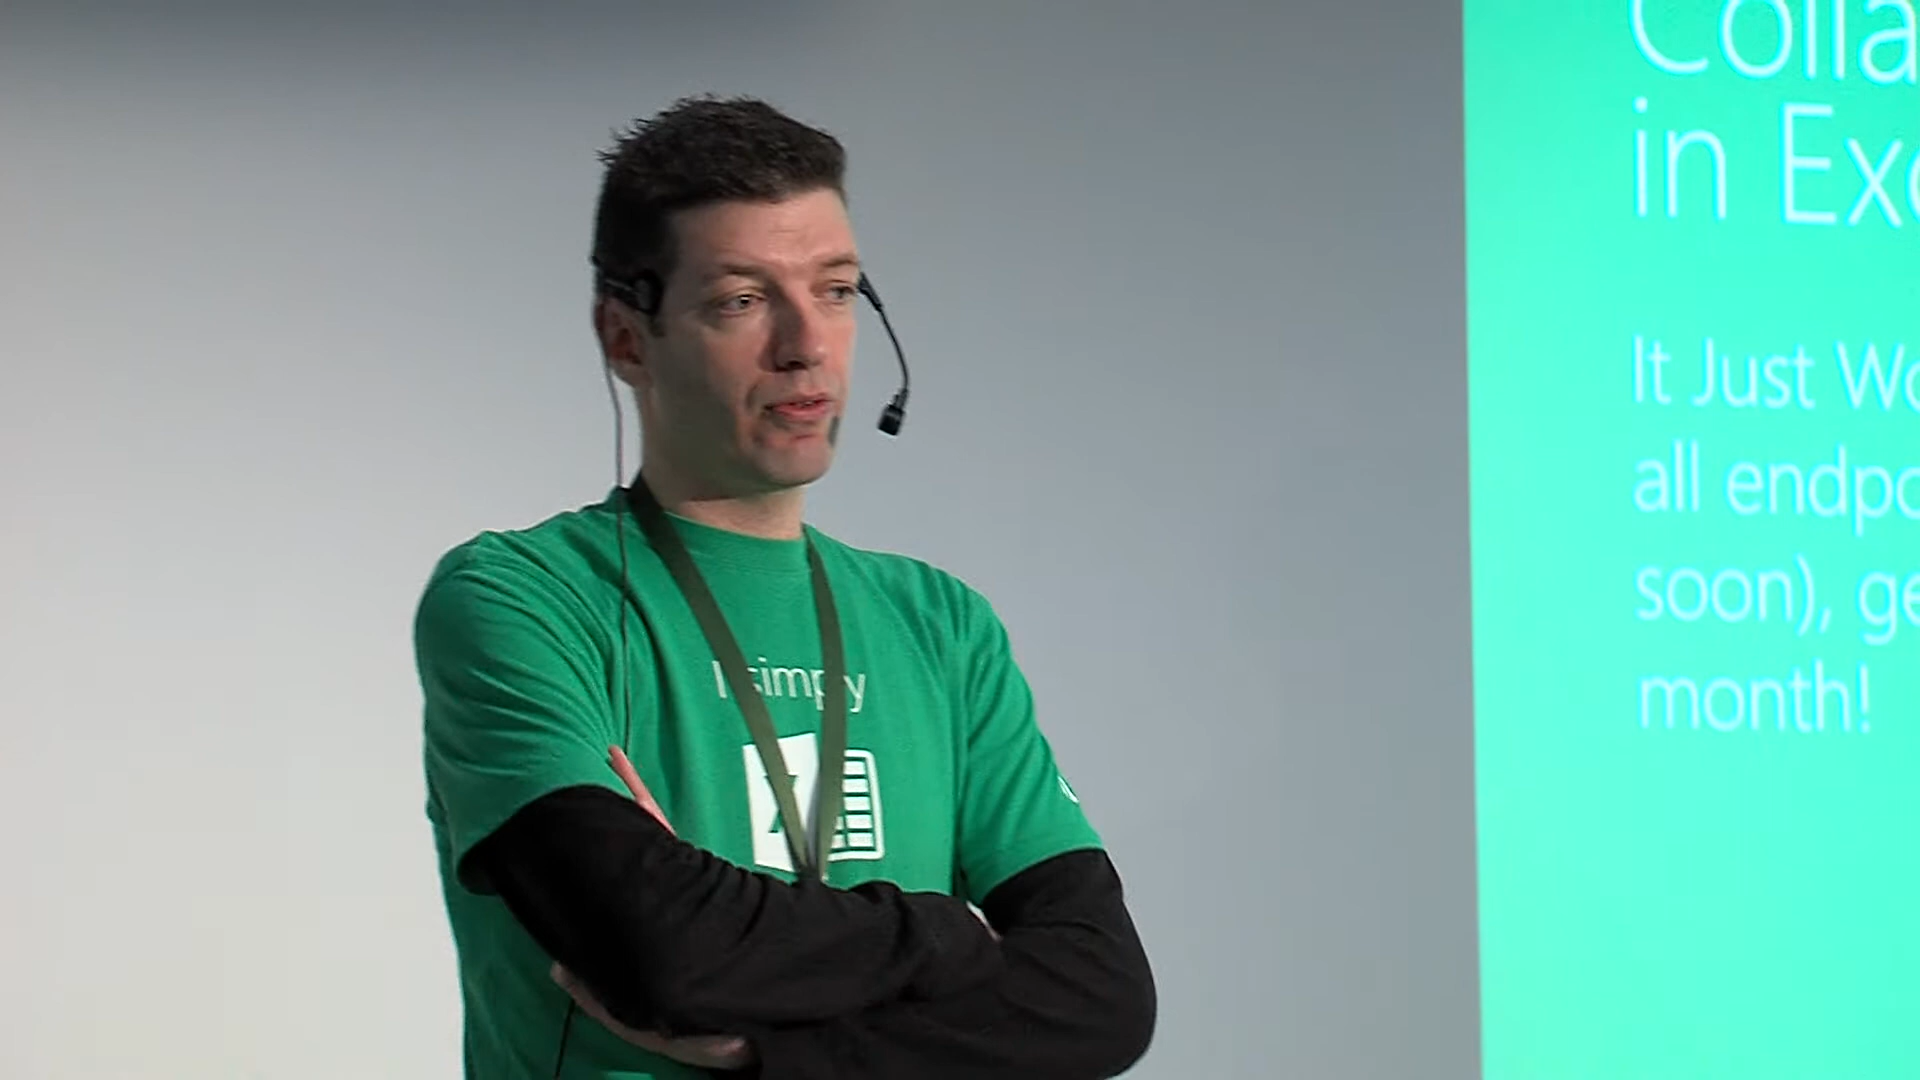 I simply
Colla
in Exc
It Just Wo
all endpo
soon), ge
month!